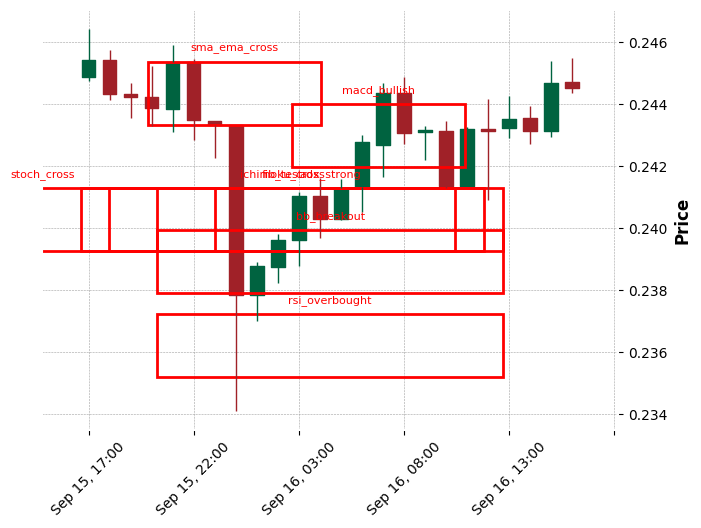 sma_ema_cross
macd_bullish
stoch_cross
rsi_overbought
0.246
0.244
0.242
0.240
0.238
0.236
0.234
Price
Sep 15, 17:00
Sep 15, 22:00
Sep 16, 03:00
Sep 16, 08:00
Sep 16, 13:00